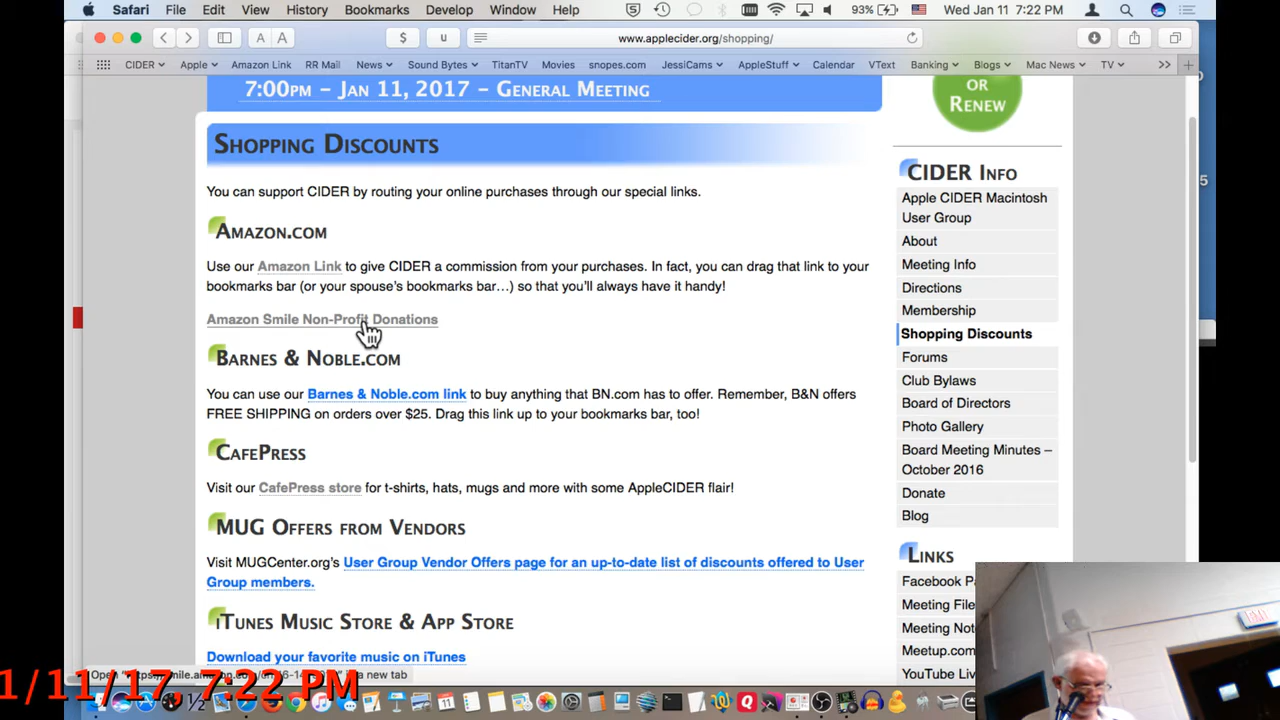 Safari File Edit View History Bookmarks Develop Window Help 93% Wed Jan 11 7:22 PM
A A $ u www.applecider.org/shopping/
CIDER Apple Amazon Link RR Mail News Sound Bytes TitanTV Movies snopes.com JessiCams AppleStuff Calendar VText Banking Blogs Mac News TV >> +
7:00pm – Jan 11, 2017 – General Meeting
or
Renew
Shopping Discounts
You can support CIDER by routing your online purchases through our special links.
Amazon.com
Use our Amazon Link to give CIDER a commission from your purchases. In fact, you can drag that link to your
bookmarks bar (or your spouse's bookmarks bar…) so that you'll always have it handy!
Amazon Smile Non-Profit Donations
Barnes & Noble.com
You can use our Barnes & Noble.com link to buy anything that BN.com has to offer. Remember, B&N offers
FREE SHIPPING on orders over $25. Drag this link up to your bookmarks bar, too!
CafePress
Visit our CafePress store for t-shirts, hats, mugs and more with some AppleCIDER flair!
MUG Offers from Vendors
Visit MUGCenter.org's User Group Vendor Offers page for an up-to-date list of discounts offered to User
Group members.
iTunes Music Store & App Store
Download your favorite music on iTunes
CIDER Info
Apple CIDER Macintosh
User Group
About
Meeting Info
Directions
Membership
Shopping Discounts
Forums
Club Bylaws
Board of Directors
Photo Gallery
Board Meeting Minutes –
October 2016
Donate
Blog
Links
Facebook
Meeting
Meeting
Meetup.com
YouTube
in a new tab
1/11/17 7:22 PM